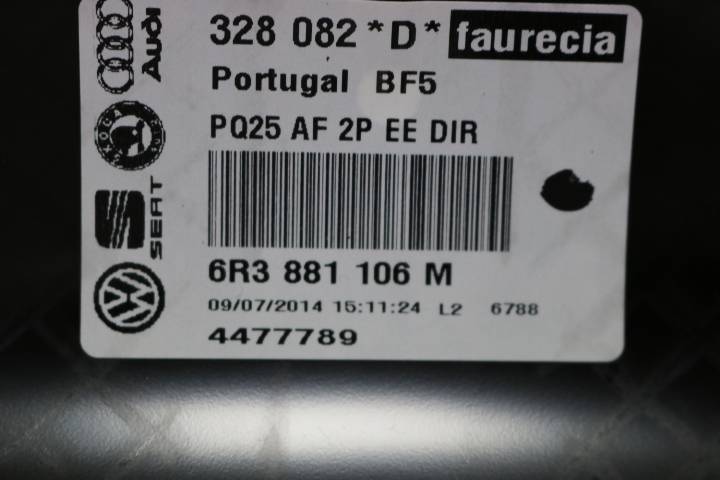 328 082 *D* faurecia
Portugal BF5
PQ25 AF 2P EE DIR
6R3 881 106 M
09/07/2014 15:11:24 L2 6788
4477789
Audi
SEAT